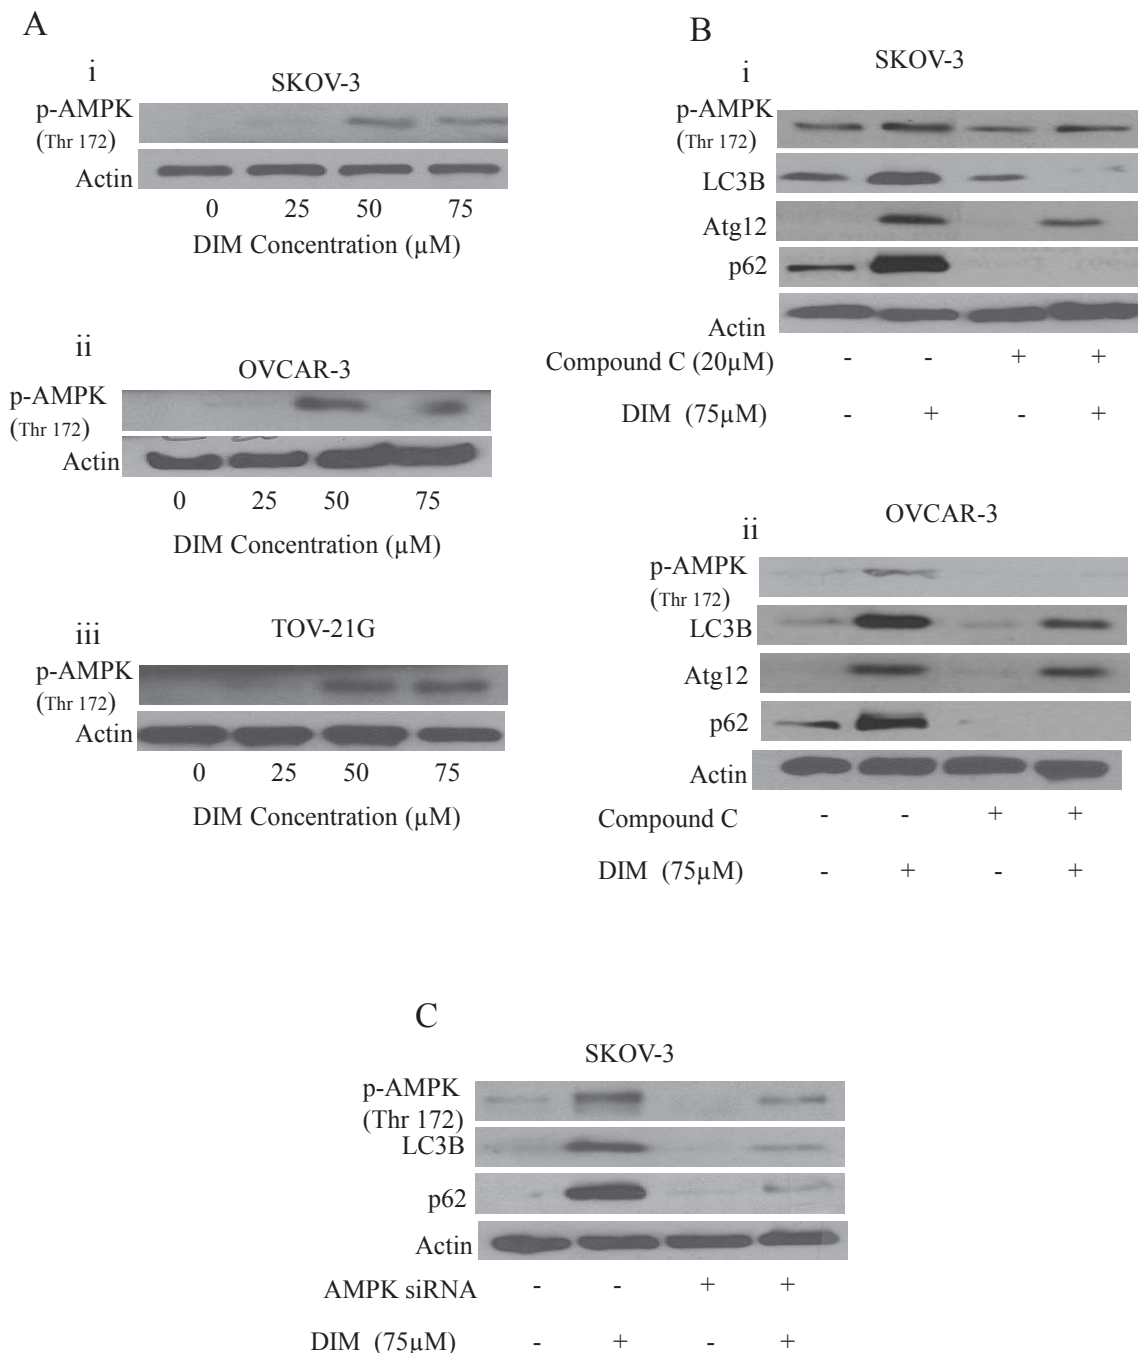 A
i
SKOV-3
p-AMPK
(Thr 172)
Actin
0 25 50 75
DIM Concentration (µM)
ii
OVCAR-3
p-AMPK
(Thr 172)
Actin
0 25 50 75
DIM Concentration (µM)
iii
TOV-21G
p-AMPK
(Thr 172)
Actin
0 25 50 75
DIM Concentration (µM)
B
i
SKOV-3
p-AMPK
(Thr 172)
LC3B
Atg12
p62
Actin
Compound C (20µM) - - + +
DIM (75µM) - + - +
ii
OVCAR-3
p-AMPK
(Thr 172)
LC3B
Atg12
p62
Actin
Compound C - - + +
DIM (75µM) - + - +
C
SKOV-3
p-AMPK
(Thr 172)
LC3B
p62
Actin
AMPK siRNA - - + +
DIM (75µM) - + - +